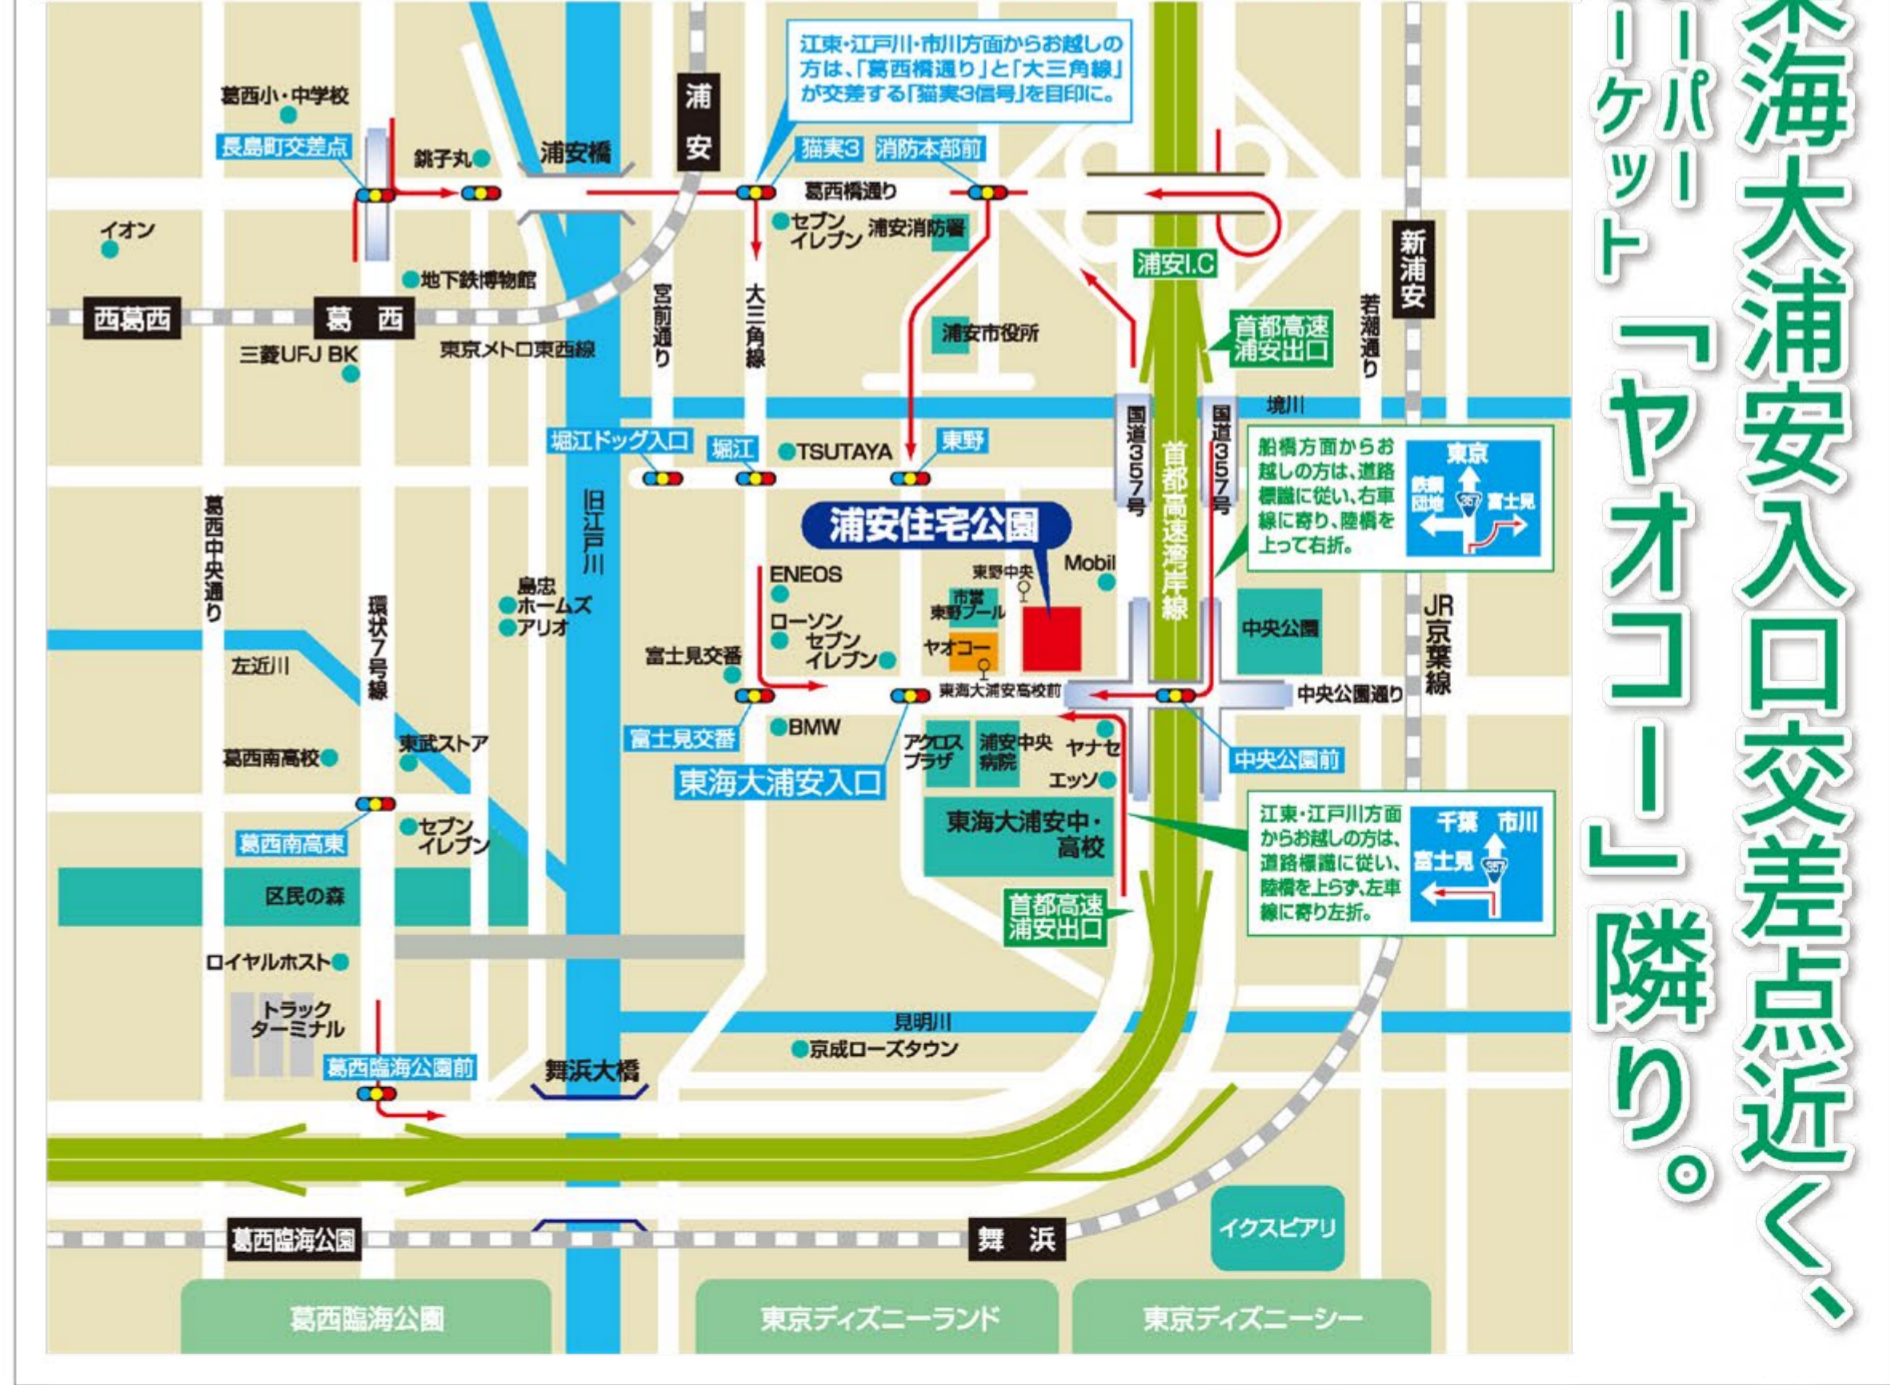 東海大浦安入口交差点近く、
ーパー
ーケット「ヤオコー」隣り。
江東・江戸川・市川方面からお越しの
方は、「葛西橋通り」と「大三角線」
が交差する「猫実3信号」を目印に。
葛西小・中学校
長島町交差点
銚子丸
浦安橋
浦安
猫実3
消防本部前
葛西橋通り
イオン
セブン
イレブン
浦安消防署
浦安I.C
新浦安
地下鉄博物館
西葛西
葛西
三菱UFJ BK
東京メトロ東西線
宮前通り
大三角線
浦安市役所
首都高速
浦安出口
若潮通り
境川
国道357号
国道357号
首都高速湾岸線
堀江ドッグ入口
堀江
TSUTAYA
東野
船橋方面からお
越しの方は、道路
標識に従い、右車
線に寄り、陸橋を
上って右折。
東京
鉄鋼
団地
357
富士見
葛西中央通り
旧江戸川
浦安住宅公園
ENEOS
東野中央
Mobil
島忠
ホームズ
アリオ
環状7号線
市営
東野プール
ローソン
セブン
イレブン
ヤオコー
中央公園
JR京葉線
左近川
富士見交番
東海大浦安高校前
中央公園通り
BMW
富士見交番
東海大浦安入口
アクロス
プラザ
浦安中央
病院
ヤナセ
エッソ
中央公園前
葛西南高校
東武ストア
葛西南高東
セブン
イレブン
東海大浦安中・
高校
江東・江戸川方面
からお越しの方は、
道路標識に従い、
陸橋を上らず、左車
線に寄り左折。
千葉 市川
富士見
357
区民の森
首都高速
浦安出口
ロイヤルホスト
トラック
ターミナル
見明川
京成ローズタウン
葛西臨海公園前
舞浜大橋
葛西臨海公園
舞浜
イクスピアリ
葛西臨海公園
東京ディズニーランド
東京ディズニーシー